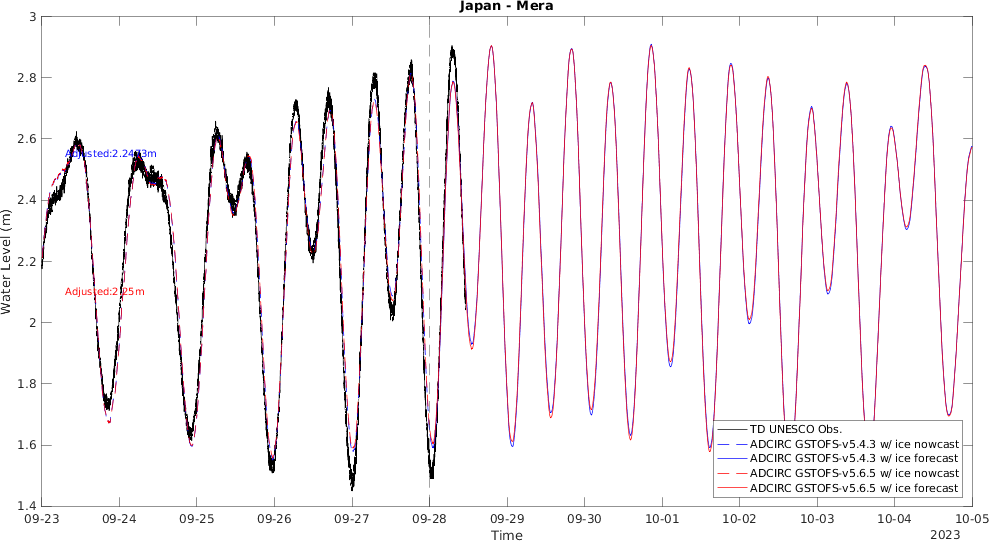 Japan - Mera
3
2.8
2.6
2.4
2.2
2
1.8
1.6
1.4
Water Level (m)
Adjusted:2.2473m
Adjusted:2.25m
TD UNESCO Obs.
ADCIRC GSTOFS-v5.4.3 w/ ice nowcast
ADCIRC GSTOFS-v5.4.3 w/ ice forecast
ADCIRC GSTOFS-v5.6.5 w/ ice nowcast
ADCIRC GSTOFS-v5.6.5 w/ ice forecast
09-23 09-24 09-25 09-26 09-27 09-28 09-29 09-30 10-01 10-02 10-03 10-04 10-05
Time
2023